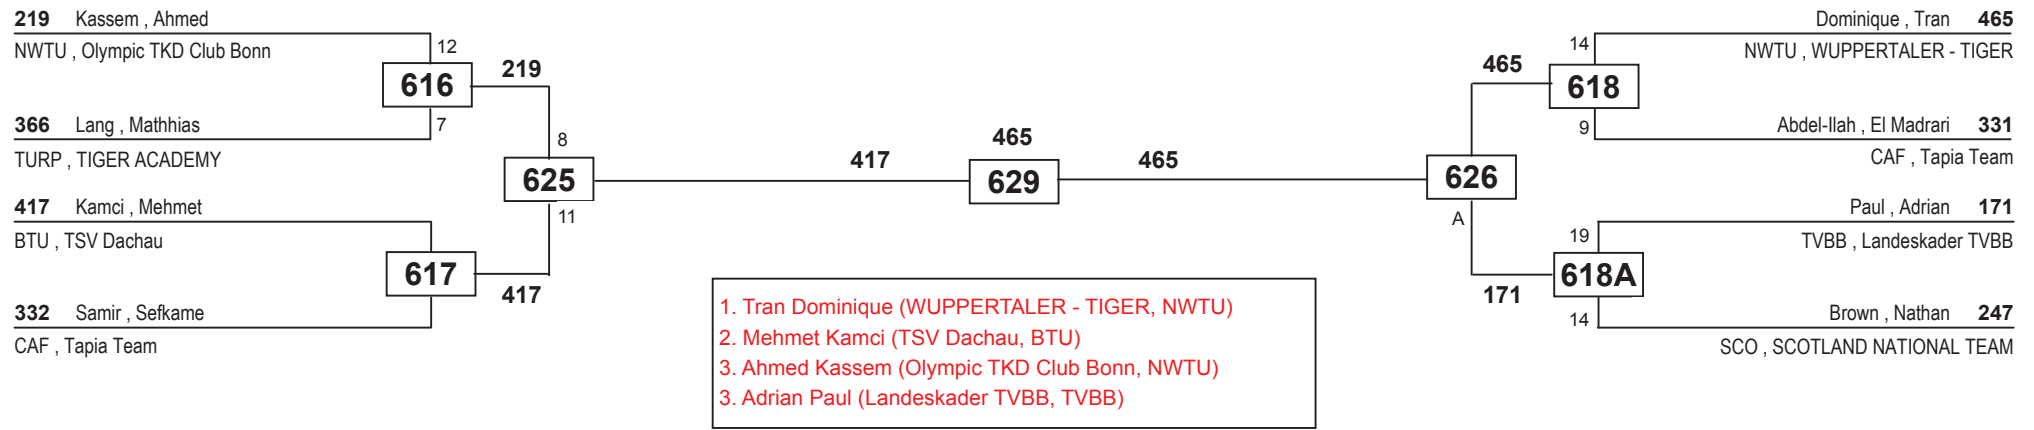 219 Kassem , Ahmed
NWTU , Olympic TKD Club Bonn
12
616
219
7
366 Lang , Mathhias
TURP , TIGER ACADEMY
8
625
417
11
417 Kamci , Mehmet
BTU , TSV Dachau
617
417
332 Samir , Sefkame
CAF , Tapia Team
465
629
465
Dominique , Tran 465
NWTU , WUPPERTALER - TIGER
14
465
618
9
Abdel-Ilah , El Madrari 331
CAF , Tapia Team
626
A
Paul , Adrian 171
TVBB , Landeskader TVBB
19
618A
171
14
Brown , Nathan 247
SCO , SCOTLAND NATIONAL TEAM
1. Tran Dominique (WUPPERTALER - TIGER, NWTU)
2. Mehmet Kamci (TSV Dachau, BTU)
3. Ahmed Kassem (Olympic TKD Club Bonn, NWTU)
3. Adrian Paul (Landeskader TVBB, TVBB)